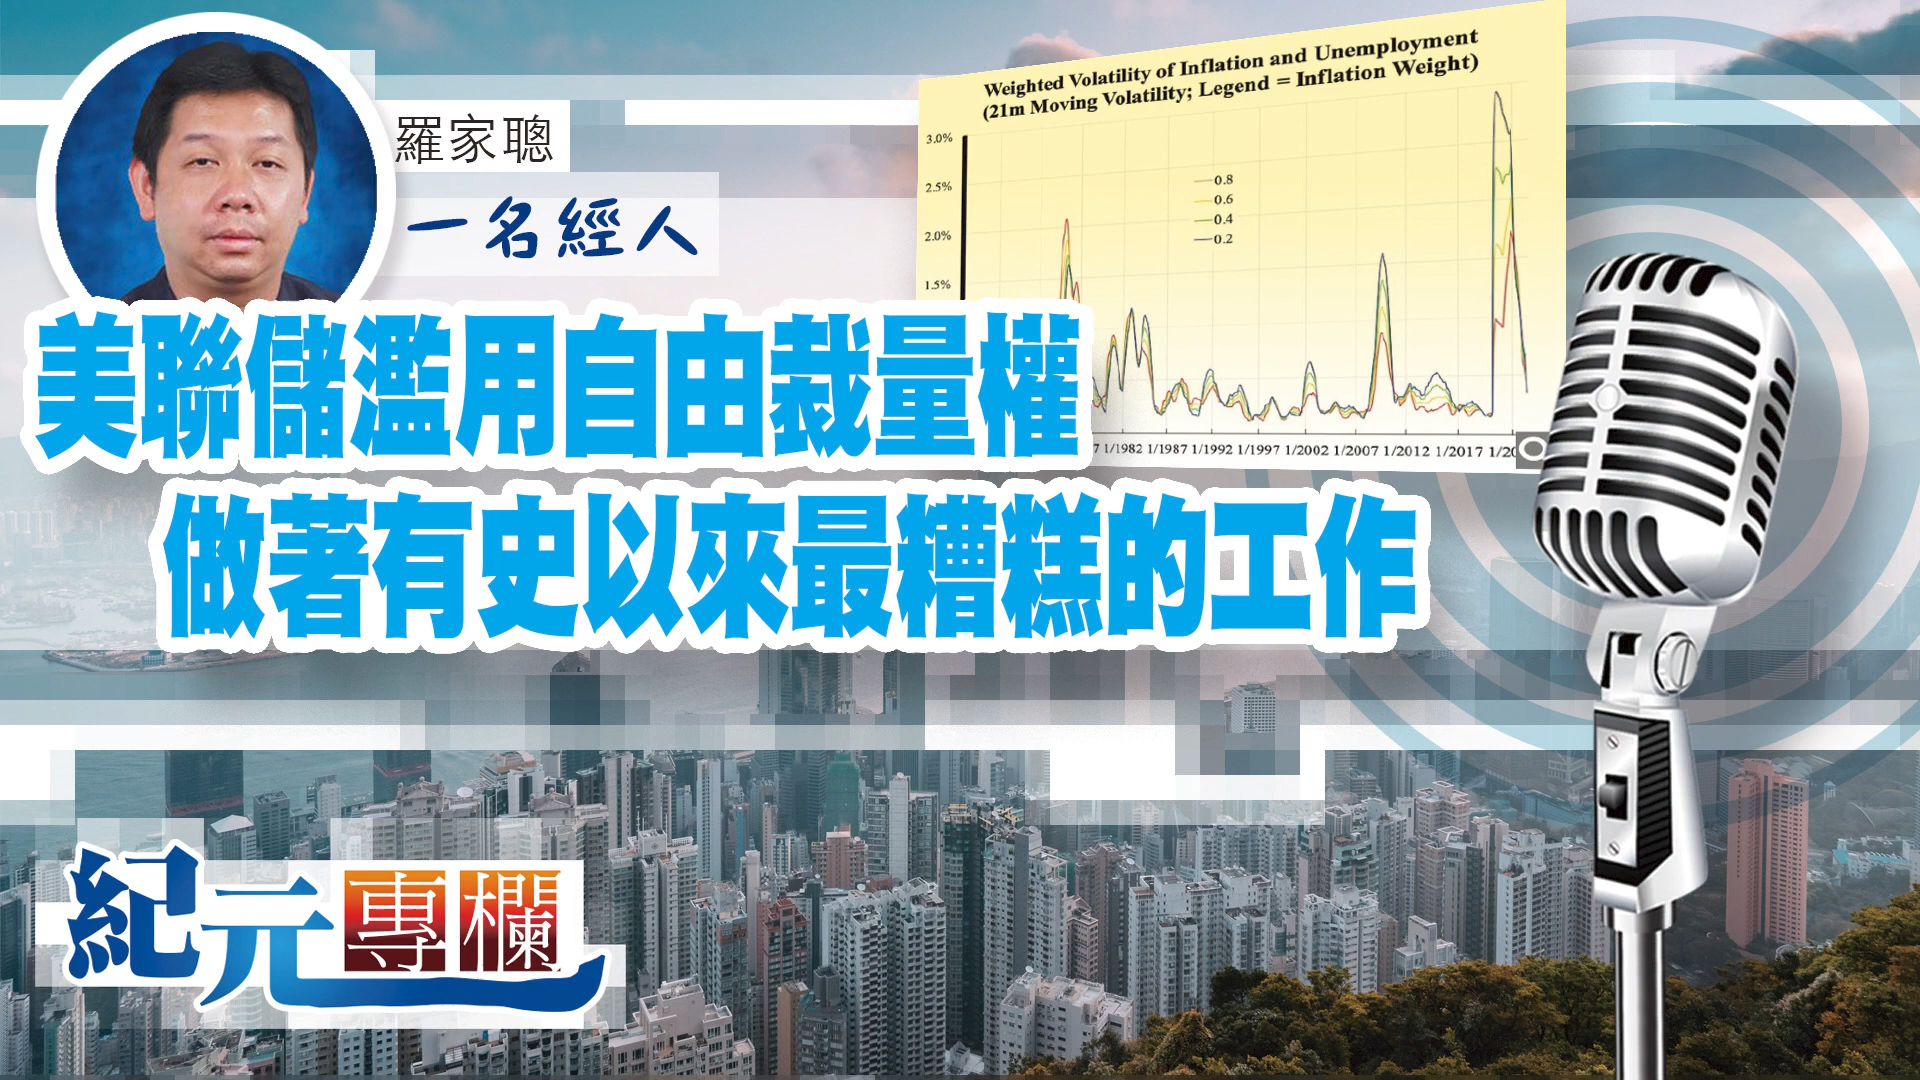 羅家聰
一名經人
Weighted Volatility of Inflation and Unemployment
(21m Moving Volatility; Legend = Inflation Weight)
3.0%
2.5%
2.0%
1.5%
0.8
0.6
0.4
0.2
1/1982 1/1987 1/1992 1/1997 1/2002 1/2007 1/2012 1/2017
美聯儲濫用自由裁量權
做著有史以來最糟糕的工作
紀元專欄